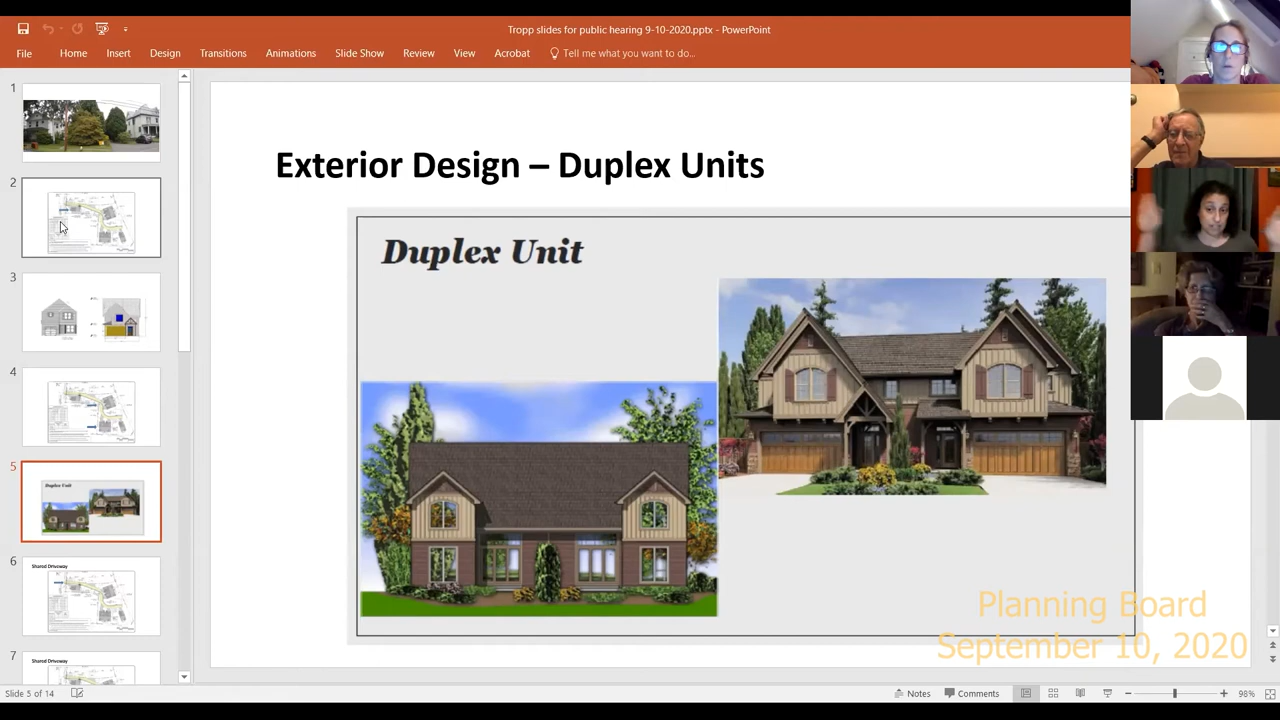 Tropp slides for public hearing 9-10-2020.pptx - PowerPoint
File Home Insert Design Transitions Animations Slide Show Review View Acrobat Tell me what you want to do...
1
2
3
4
5
Duplex Unit
6
Shared Driveway
7
Shared Driveway
Exterior Design – Duplex Units
Duplex Unit
Planning Board
September 10, 2020
Slide 5 of 14
Notes Comments
98%